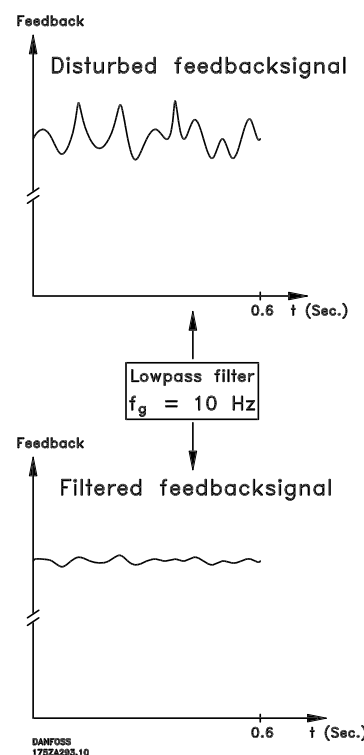 Feedback
Disturbed feedbacksignal
0.6 t (Sec.)
Lowpass filter
fg = 10 Hz
Feedback
Filtered feedbacksignal
0.6 t (Sec.)
DANFOSS
175ZA293.10